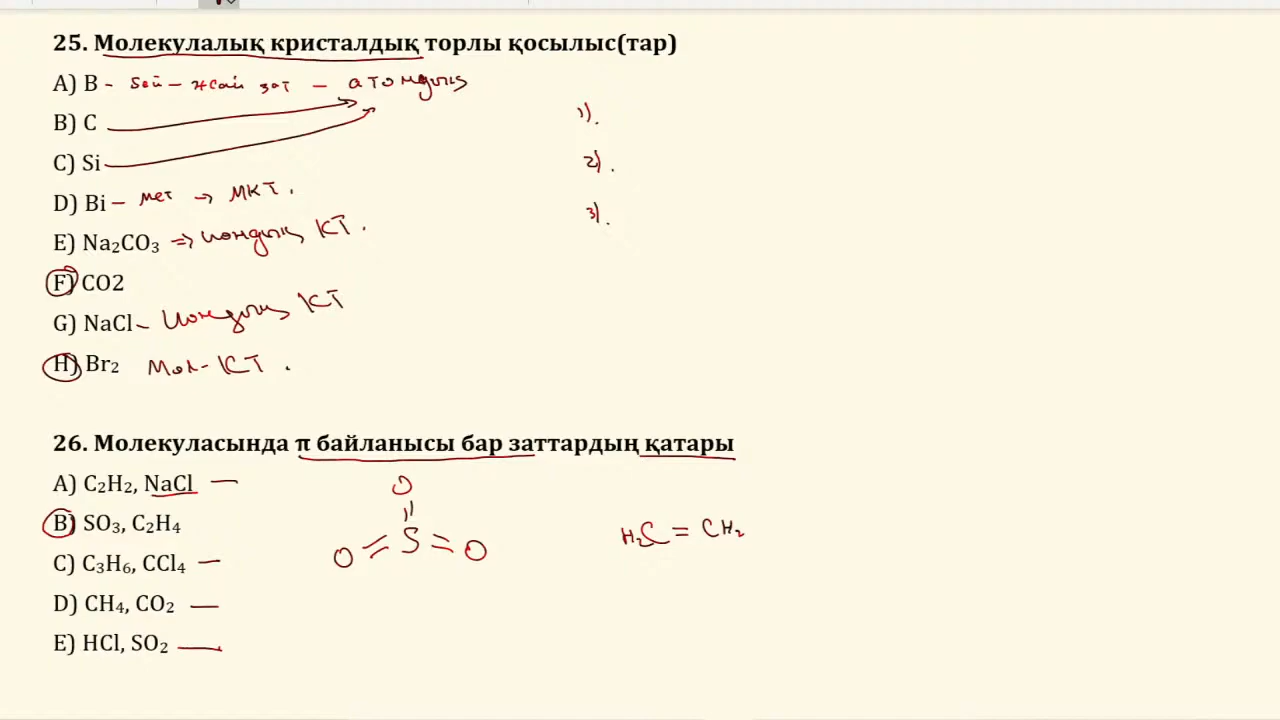 25. Молекулалық кристалдық торлы қосылыс(тар)
A) B - бей - жай зат - атомдық
B) C
1).
C) Si
2).
D) Bi - мет → МКТ.
3).
E) Na₂CO₃ ⇒ иондық КТ.
F) CO2
G) NaCl - Иондық КТ
H) Br₂ Мол-КТ.
26. Молекуласында π байланысы бар заттардың қатары
A) C₂H₂, NaCl —
O
B) SO₃, C₂H₄
O = S = O
H₂C = CH₂
C) C₃H₆, CCl₄ —
D) CH₄, CO₂ —
E) HCl, SO₂ —